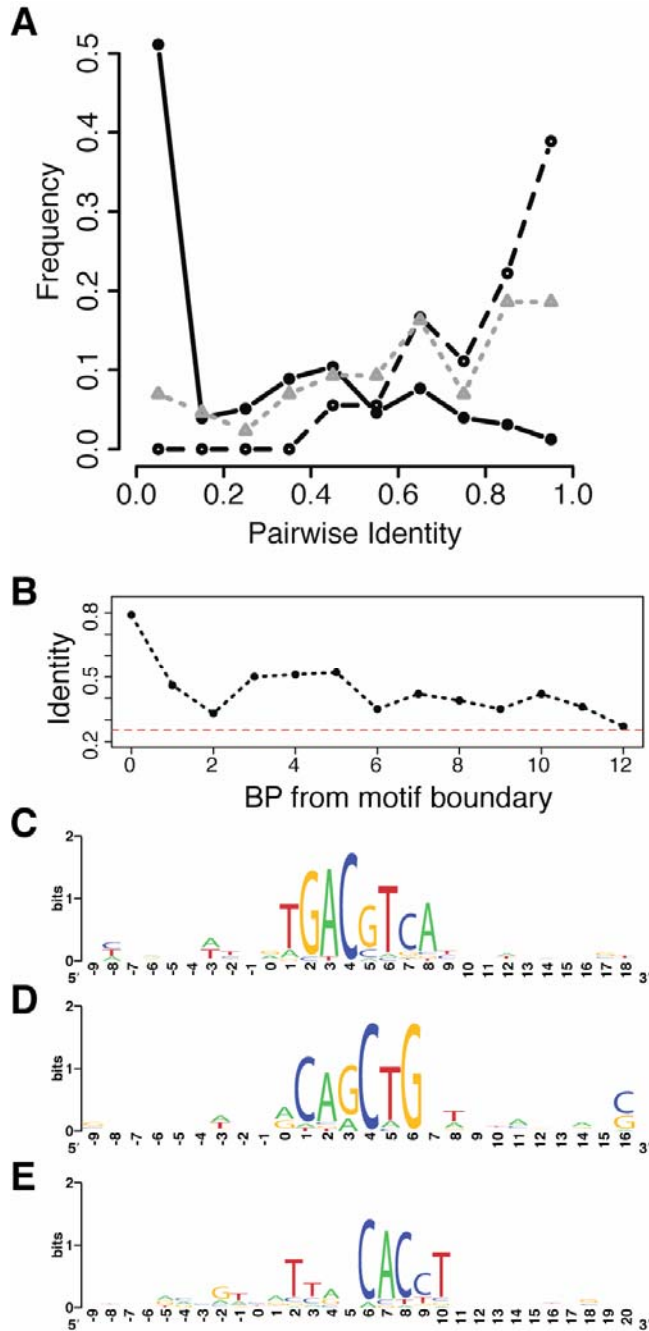 A
Frequency
0.5
0.4
0.3
0.2
0.1
0.0
0.0 0.2 0.4 0.6 0.8 1.0
Pairwise Identity
B
Identity
0.8
0.5
0.2
0 2 4 6 8 10 12
BP from motif boundary
C
bits
2
1
0
TGACGTCA
5' -9 -8 -7 -6 -5 -4 -3 -2 -1 0 1 2 3 4 5 6 7 8 9 10 11 12 13 14 15 16 17 18 3'
D
bits
2
1
0
A CAGCTG T C
5' -9 -8 -7 -6 -5 -4 -3 -2 -1 0 1 2 3 4 5 6 7 8 9 10 11 12 13 14 15 16 3'
E
bits
2
1
0
G T T T A CACCT
5' -9 -8 -7 -6 -5 -4 -3 -2 -1 0 1 2 3 4 5 6 7 8 9 10 11 12 13 14 15 16 17 18 19 20 3'